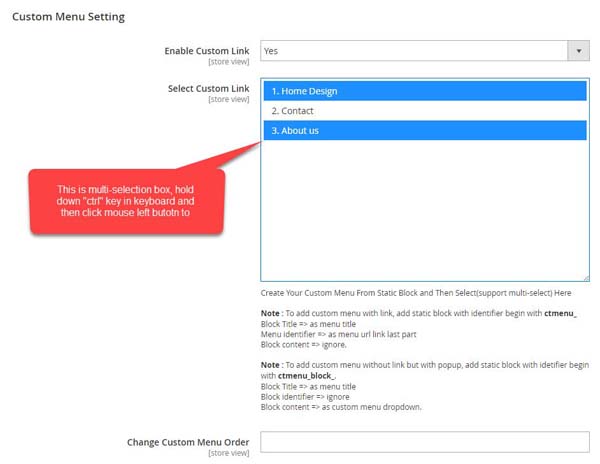 Custom Menu Setting
Enable Custom Link
[store view]
Yes
Select Custom Link
[store view]
1. Home Design
2. Contact
3. About us
This is multi-selection box, hold
down "ctrl" key in keyboard and
then click mouse left butotn to
Create Your Custom Menu From Static Block and Then Select(support multi-select) Here
Note : To add custom menu with link, add static block with identifier begin with ctmenu_
Block Title => as menu title
Menu identifier => as menu url link last part
Block content => ignore.
Note : To add custom menu without link but with popup, add static block with idetifier begin
with ctmenu_block_.
Block Title => as menu title
Block identifier => ignore
Block content => as custom menu dropdown.
Change Custom Menu Order
[store view]